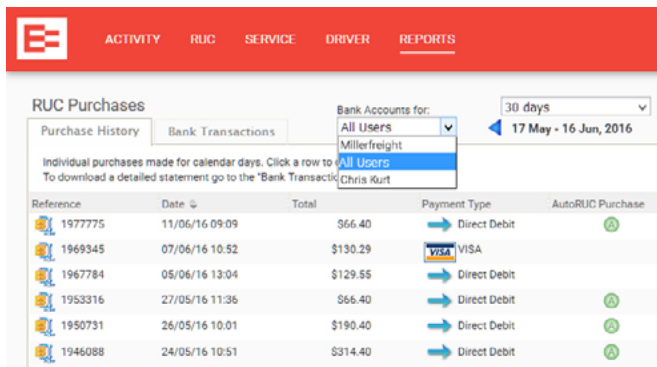 ACTIVITY RUC SERVICE DRIVER REPORTS
RUC Purchases
Bank Accounts for:
30 days
Purchase History Bank Transactions
All Users
17 May - 16 Jun, 2016
Millerfreight
All Users
Chris Kurt
Individual purchases made for calendar days. Click a row to
To download a detailed statement go to the "Bank Transactic
Reference Date Total Payment Type AutoRUC Purchase
1977775 11/06/16 09:09 $66.40 Direct Debit A
1969345 07/06/16 10:52 $130.29 VISA VISA
1967784 05/06/16 13:04 $129.55 Direct Debit
1953316 27/05/16 11:36 $66.40 Direct Debit A
1950731 26/05/16 10:01 $190.40 Direct Debit A
1946088 24/05/16 10:51 $314.40 Direct Debit A